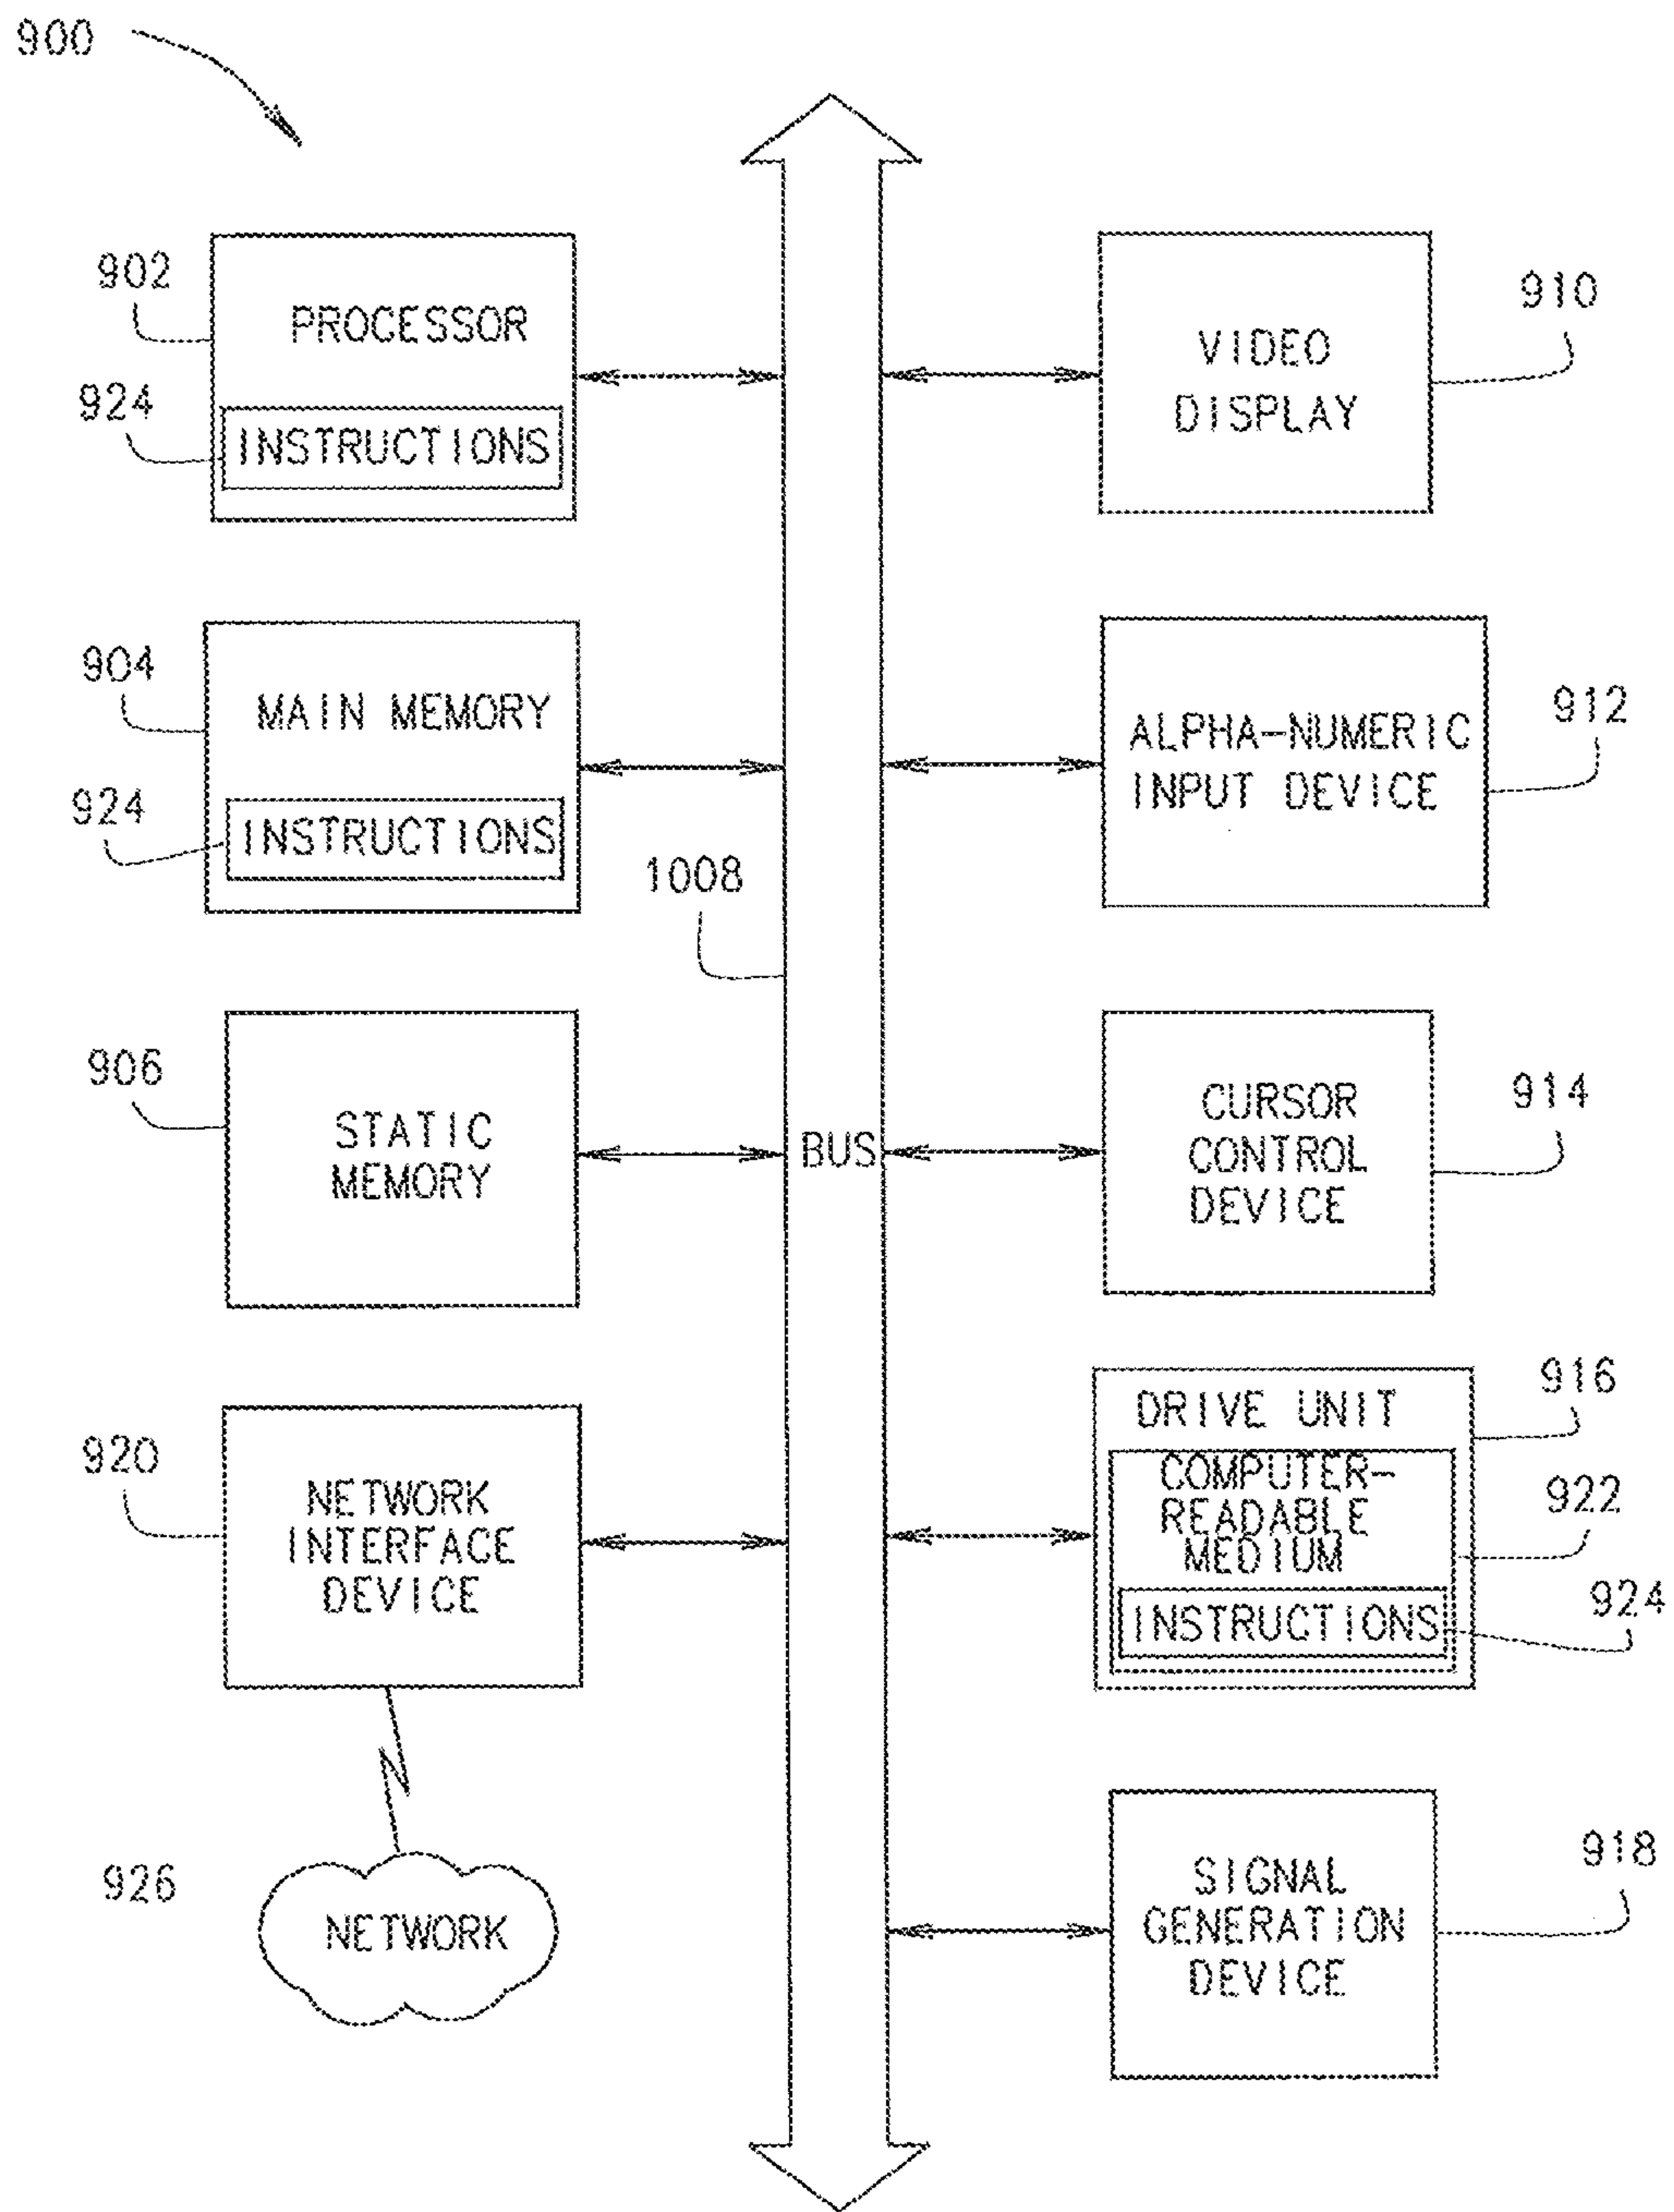 900
902
PROCESSOR
924
INSTRUCTIONS
904
MAIN MEMORY
924
INSTRUCTIONS
1008
906
STATIC
MEMORY
920
NETWORK
INTERFACE
DEVICE
926
NETWORK
BUS
VIDEO
DISPLAY
910
ALPHA-NUMERIC
INPUT DEVICE
912
CURSOR
CONTROL
DEVICE
914
DRIVE UNIT
916
COMPUTER-
READABLE
MEDIUM
922
INSTRUCTIONS
924
SIGNAL
GENERATION
DEVICE
918